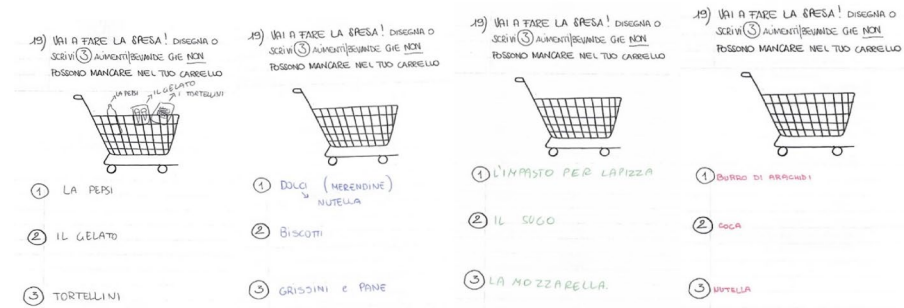 19) VAI A FARE LA SPESA! DISEGNA O
SCRIVI 3 ALIMENTI/BEVANDE CHE NON
POSSONO MANCARE NEL TUO CARRELLO
LA PEPSI
IL GELATO
I TORTELLINI
1 LA PEPSI
2 IL GELATO
3 TORTELLINI
19) VAI A FARE LA SPESA! DISEGNA O
SCRIVI 3 ALIMENTI/BEVANDE CHE NON
POSSONO MANCARE NEL TUO CARRELLO
1 DOLCI (MERENDINE)
NUTELLA
2 BISCOTTI
3 GRISSINI e PANE
19) VAI A FARE LA SPESA! DISEGNA O
SCRIVI 3 ALIMENTI/BEVANDE CHE NON
POSSONO MANCARE NEL TUO CARRELLO
1 L'IMPASTO PER LA PIZZA
2 IL SUGO
3 LA MOZZARELLA.
19) VAI A FARE LA SPESA! DISEGNA O
SCRIVI 3 ALIMENTI/BEVANDE CHE NON
POSSONO MANCARE NEL TUO CARRELLO
1 BURRO DI ARACHIDI
2 COCA
3 NUTELLA